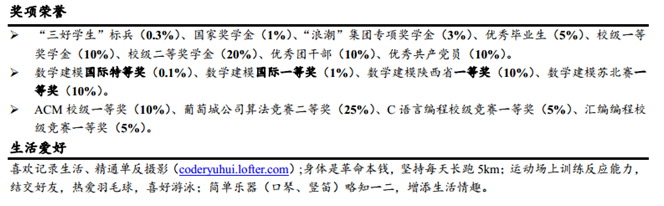 奖项荣誉
➢ “三好学生”标兵（0.3%）、国家奖学金（1%）、“浪潮”集团专项奖学金（3%）、优秀毕业生（5%）、校级一等
奖学金（10%）、校级二等奖学金（20%）、优秀团干部（10%）、优秀共产党员（10%）。
➢ 数学建模国际特等奖（0.1%）、数学建模国际一等奖（1%）、数学建模陕西省一等奖（10%）、数学建模苏北赛一
等奖（10%）。
➢ ACM 校级一等奖（10%）、葡萄城公司算法竞赛二等奖（25%）、C 语言编程校级竞赛一等奖（5%）、汇编编程校
级竞赛一等奖（5%）。
生活爱好
喜欢记录生活、精通单反摄影（coderyuhui.lofter.com）;身体是革命本钱，坚持每天长跑 5km；运动场上训练反应能力，
结交好友，热爱羽毛球，喜好游泳；简单乐器（口琴、竖笛）略知一二，增添生活情趣。